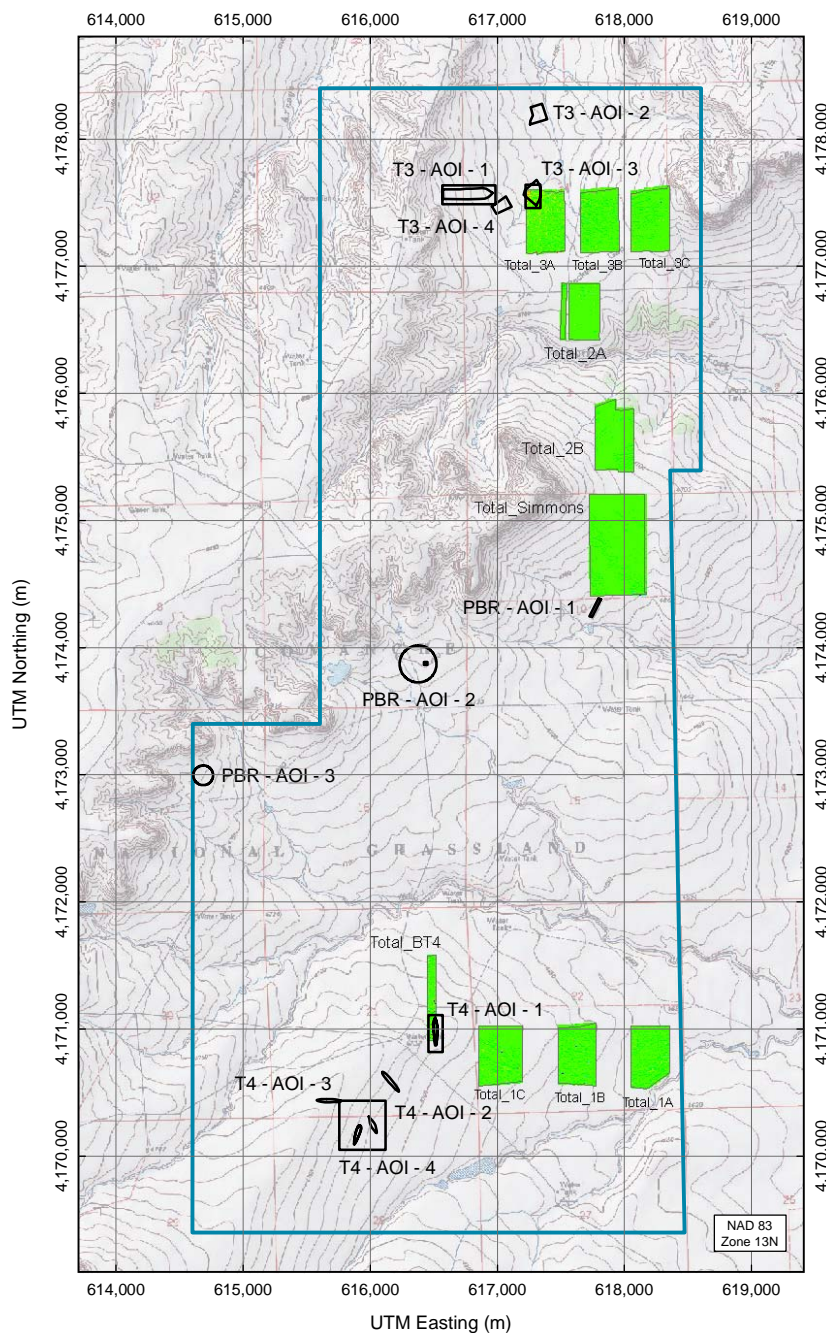 614,000 615,000 616,000 617,000 618,000 619,000
4,178,000
4,178,000
T3 - AOI - 2
T3 - AOI - 1
T3 - AOI - 3
T3 - AOI - 4
Total_3A
Total_3B
Total_3C
4,177,000
4,177,000
Total_2A
4,176,000
4,176,000
Total_2B
Total_Simmons
4,175,000
4,175,000
PBR - AOI - 1
4,174,000
4,174,000
COMANCHE
PBR - AOI - 2
UTM Northing (m)
PBR - AOI - 3
4,173,000
4,173,000
NATIONAL GRASSLAND
4,172,000
4,172,000
Total_BT4
T4 - AOI - 1
4,171,000
4,171,000
T4 - AOI - 3
Total_1C
Total_1B
Total_1A
T4 - AOI - 2
T4 - AOI - 4
4,170,000
4,170,000
NAD 83
Zone 13N
614,000 615,000 616,000 617,000 618,000 619,000
UTM Easting (m)